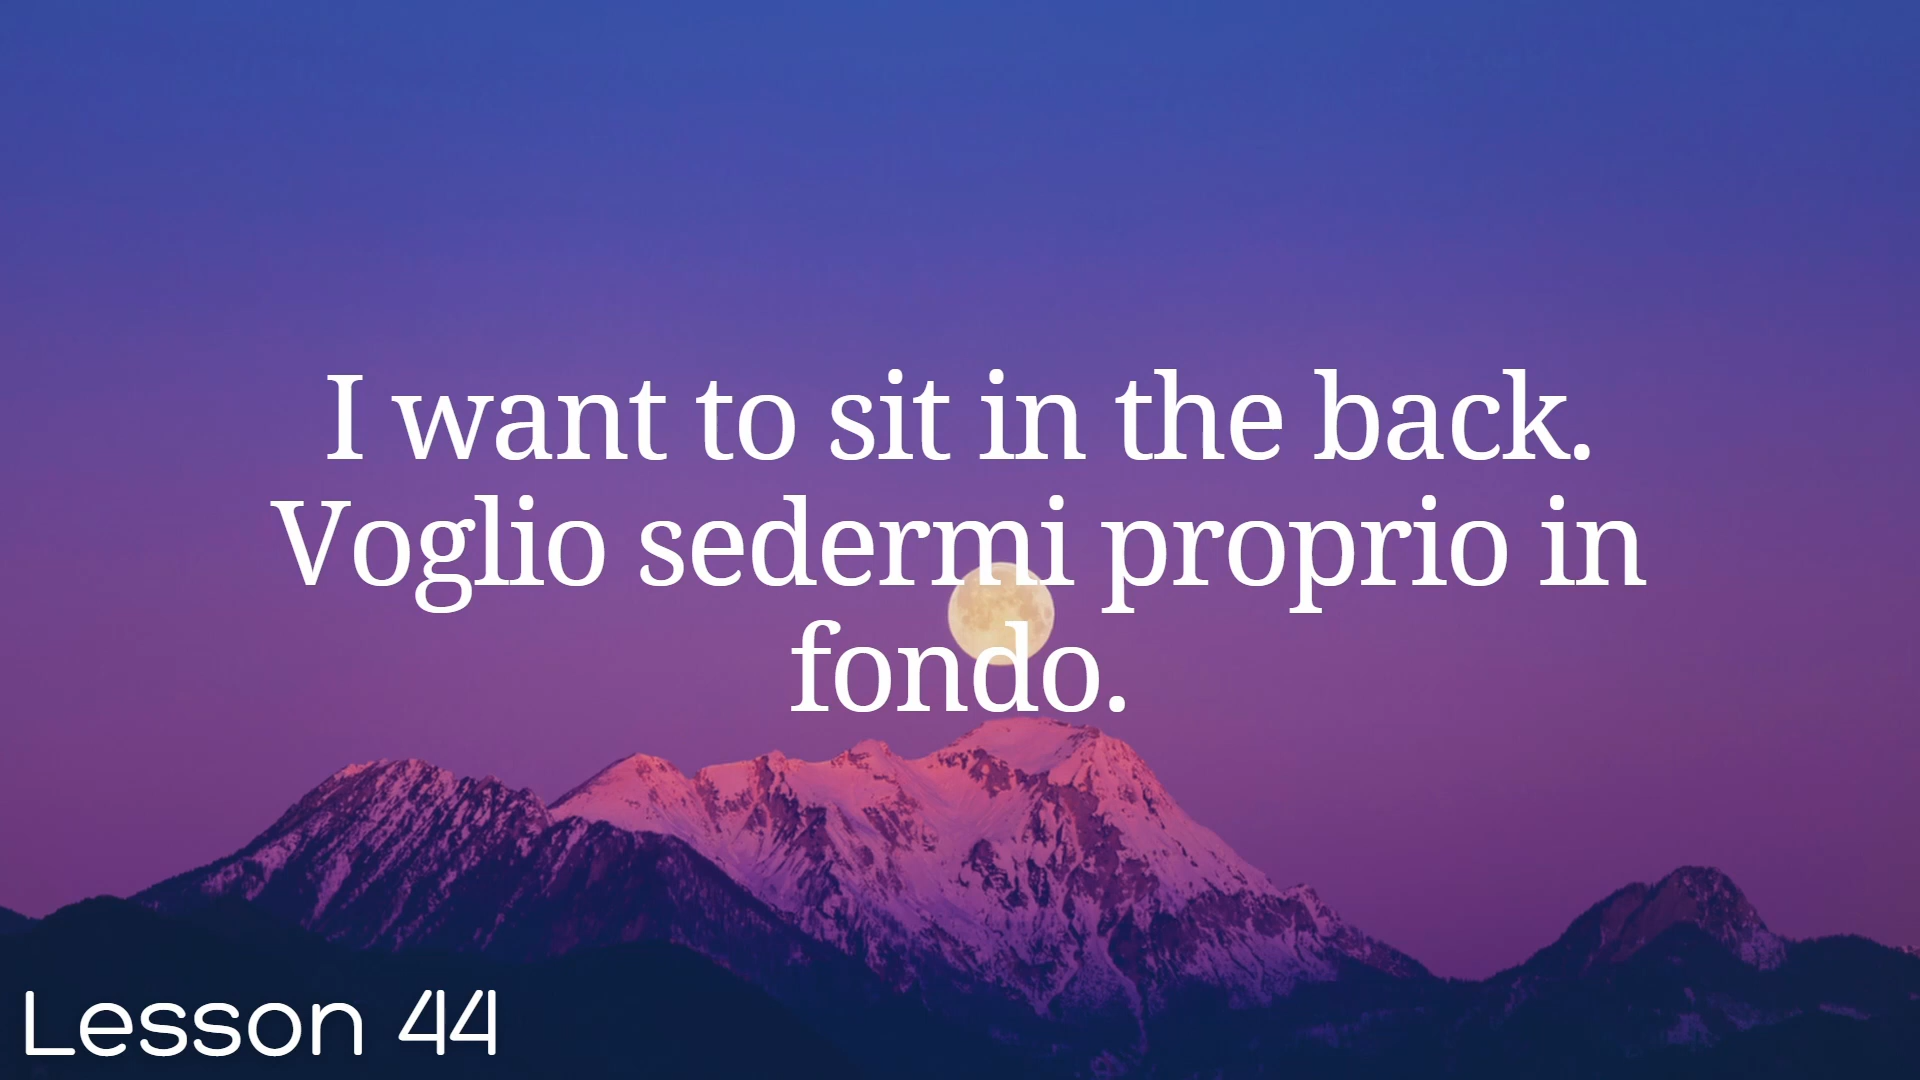 I want to sit in the back.
Voglio sedermi proprio in
fondo.
Lesson 44